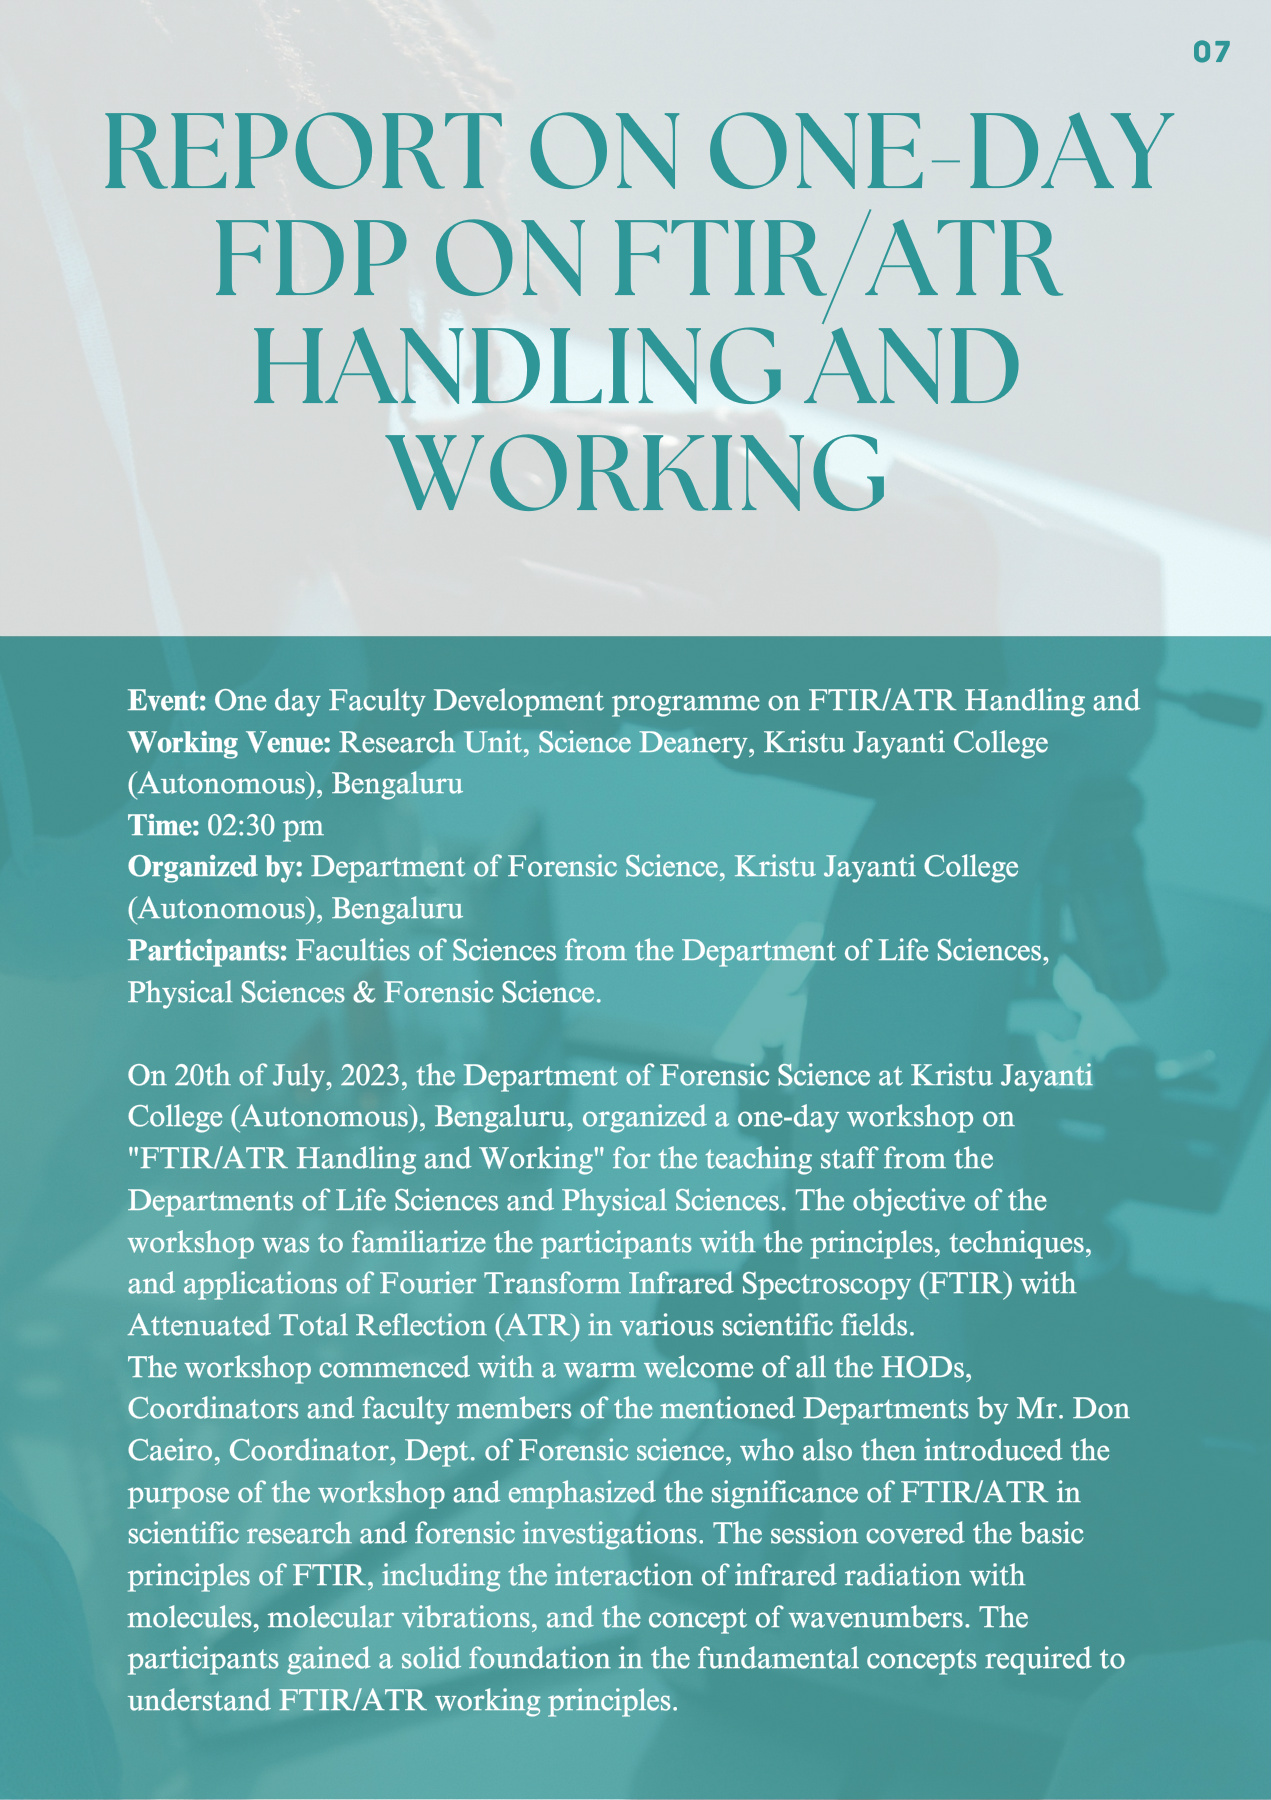 07
REPORT ON ONE-DAY
FDP ON FTIR/ATR
HANDLING AND
WORKING
Event: One day Faculty Development programme on FTIR/ATR Handling and
Working Venue: Research Unit, Science Deanery, Kristu Jayanti College
(Autonomous), Bengaluru
Time: 02:30 pm
Organized by: Department of Forensic Science, Kristu Jayanti College
(Autonomous), Bengaluru
Participants: Faculties of Sciences from the Department of Life Sciences,
Physical Sciences & Forensic Science.
On 20th of July, 2023, the Department of Forensic Science at Kristu Jayanti
College (Autonomous), Bengaluru, organized a one-day workshop on
"FTIR/ATR Handling and Working" for the teaching staff from the
Departments of Life Sciences and Physical Sciences. The objective of the
workshop was to familiarize the participants with the principles, techniques,
and applications of Fourier Transform Infrared Spectroscopy (FTIR) with
Attenuated Total Reflection (ATR) in various scientific fields.
The workshop commenced with a warm welcome of all the HODs,
Coordinators and faculty members of the mentioned Departments by Mr. Don
Caeiro, Coordinator, Dept. of Forensic science, who also then introduced the
purpose of the workshop and emphasized the significance of FTIR/ATR in
scientific research and forensic investigations. The session covered the basic
principles of FTIR, including the interaction of infrared radiation with
molecules, molecular vibrations, and the concept of wavenumbers. The
participants gained a solid foundation in the fundamental concepts required to
understand FTIR/ATR working principles.